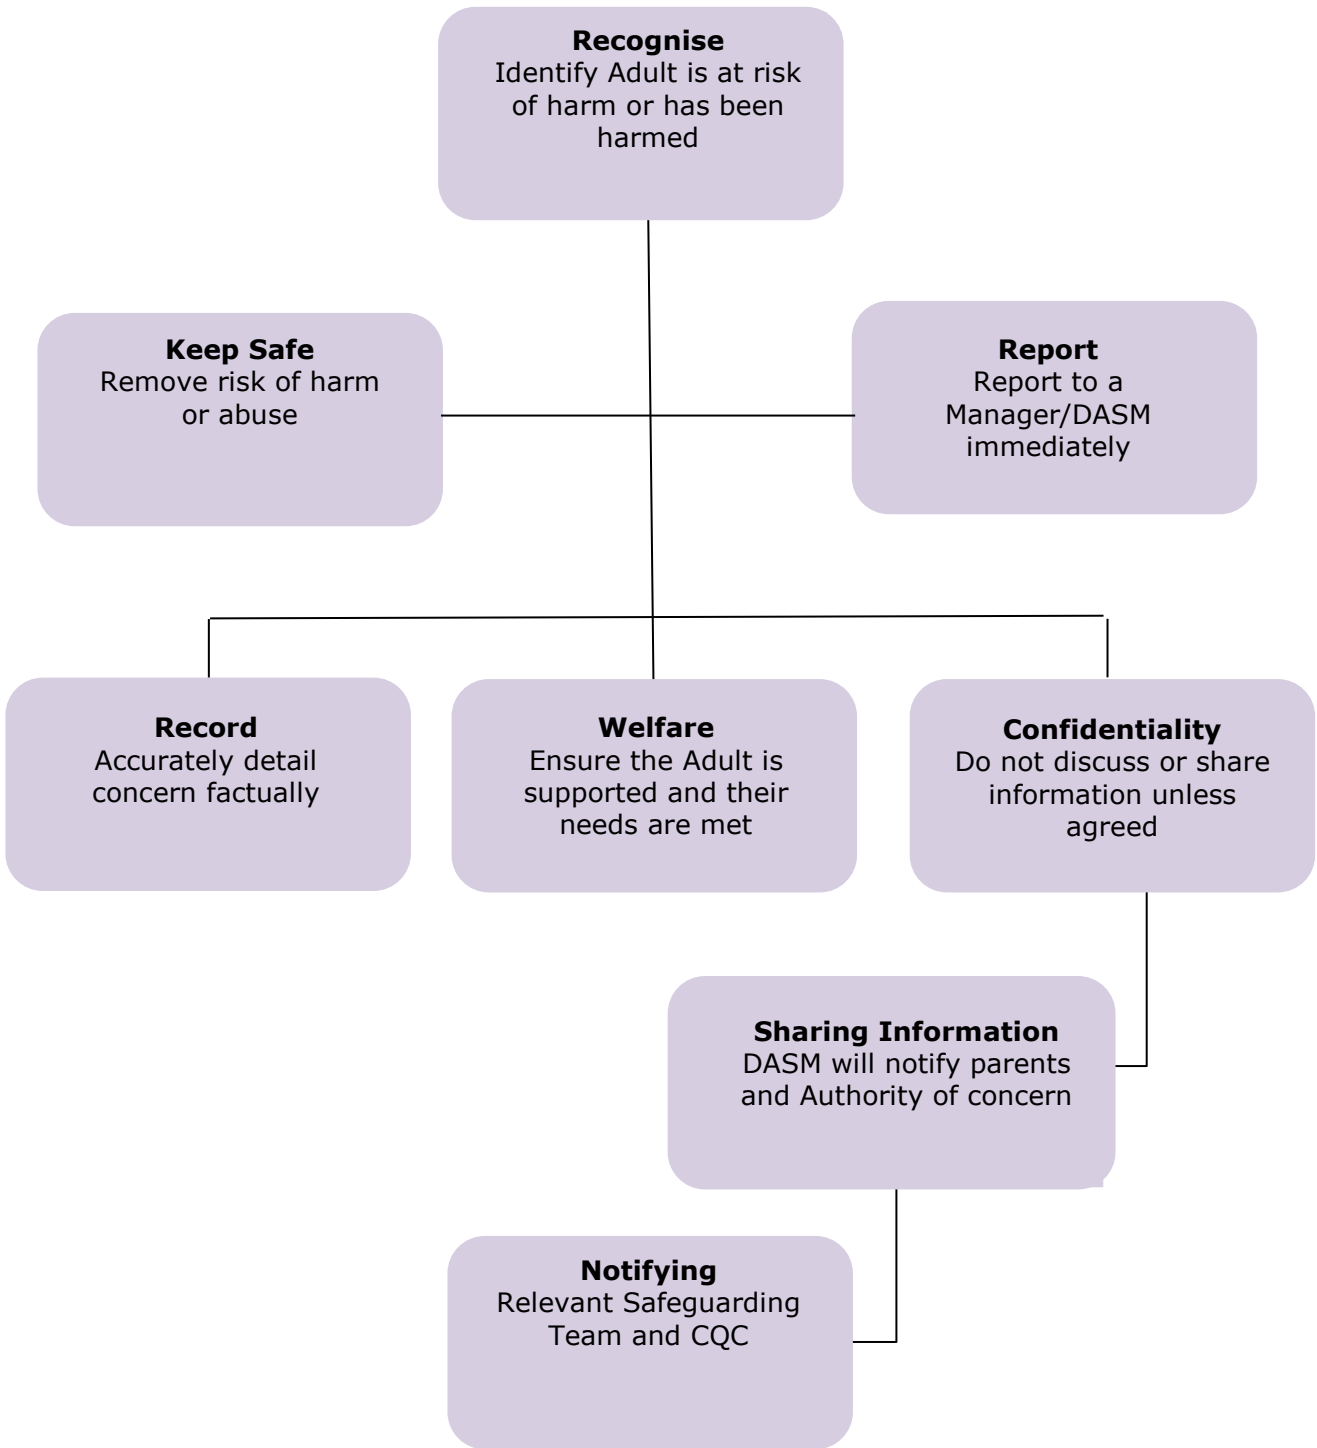 Recognise
Identify Adult is at risk
of harm or has been
harmed
Keep Safe
Remove risk of harm
or abuse
Report
Report to a
Manager/DASM
immediately
Record
Accurately detail
concern factually
Welfare
Ensure the Adult is
supported and their
needs are met
Confidentiality
Do not discuss or share
information unless
agreed
Sharing Information
DASM will notify parents
and Authority of concern
Notifying
Relevant Safeguarding
Team and CQC